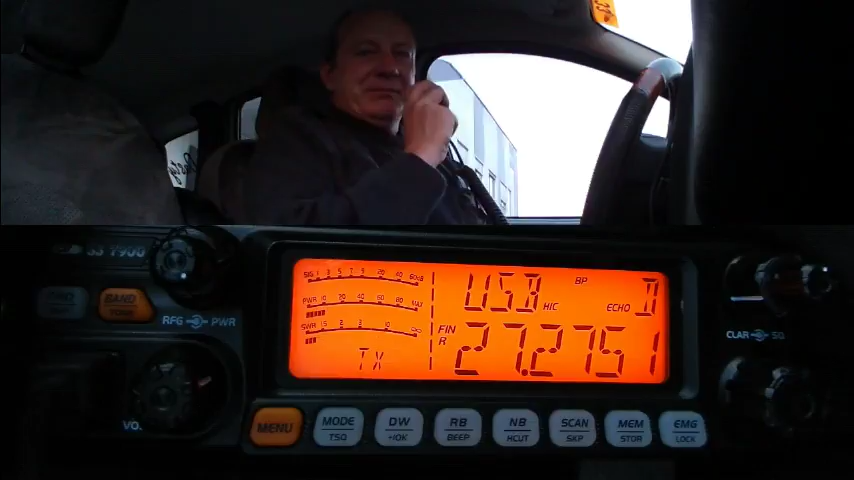 SS 7900
BAND
RFG PWR
VOL
SIG 1 3 5 7 9 20 40 60dB
PWR 10 20 40 60 80 MAX
SWR 1.5 2 3 10 ∞
TX
USB HIC BP ECHO D
FIN
R 27.2751
CLAR SQ
MENU
MODE
TSQ
DW
+10K
RB
BEEP
NB
HCUT
SCAN
SKP
MEM
STOR
EMG
LOCK